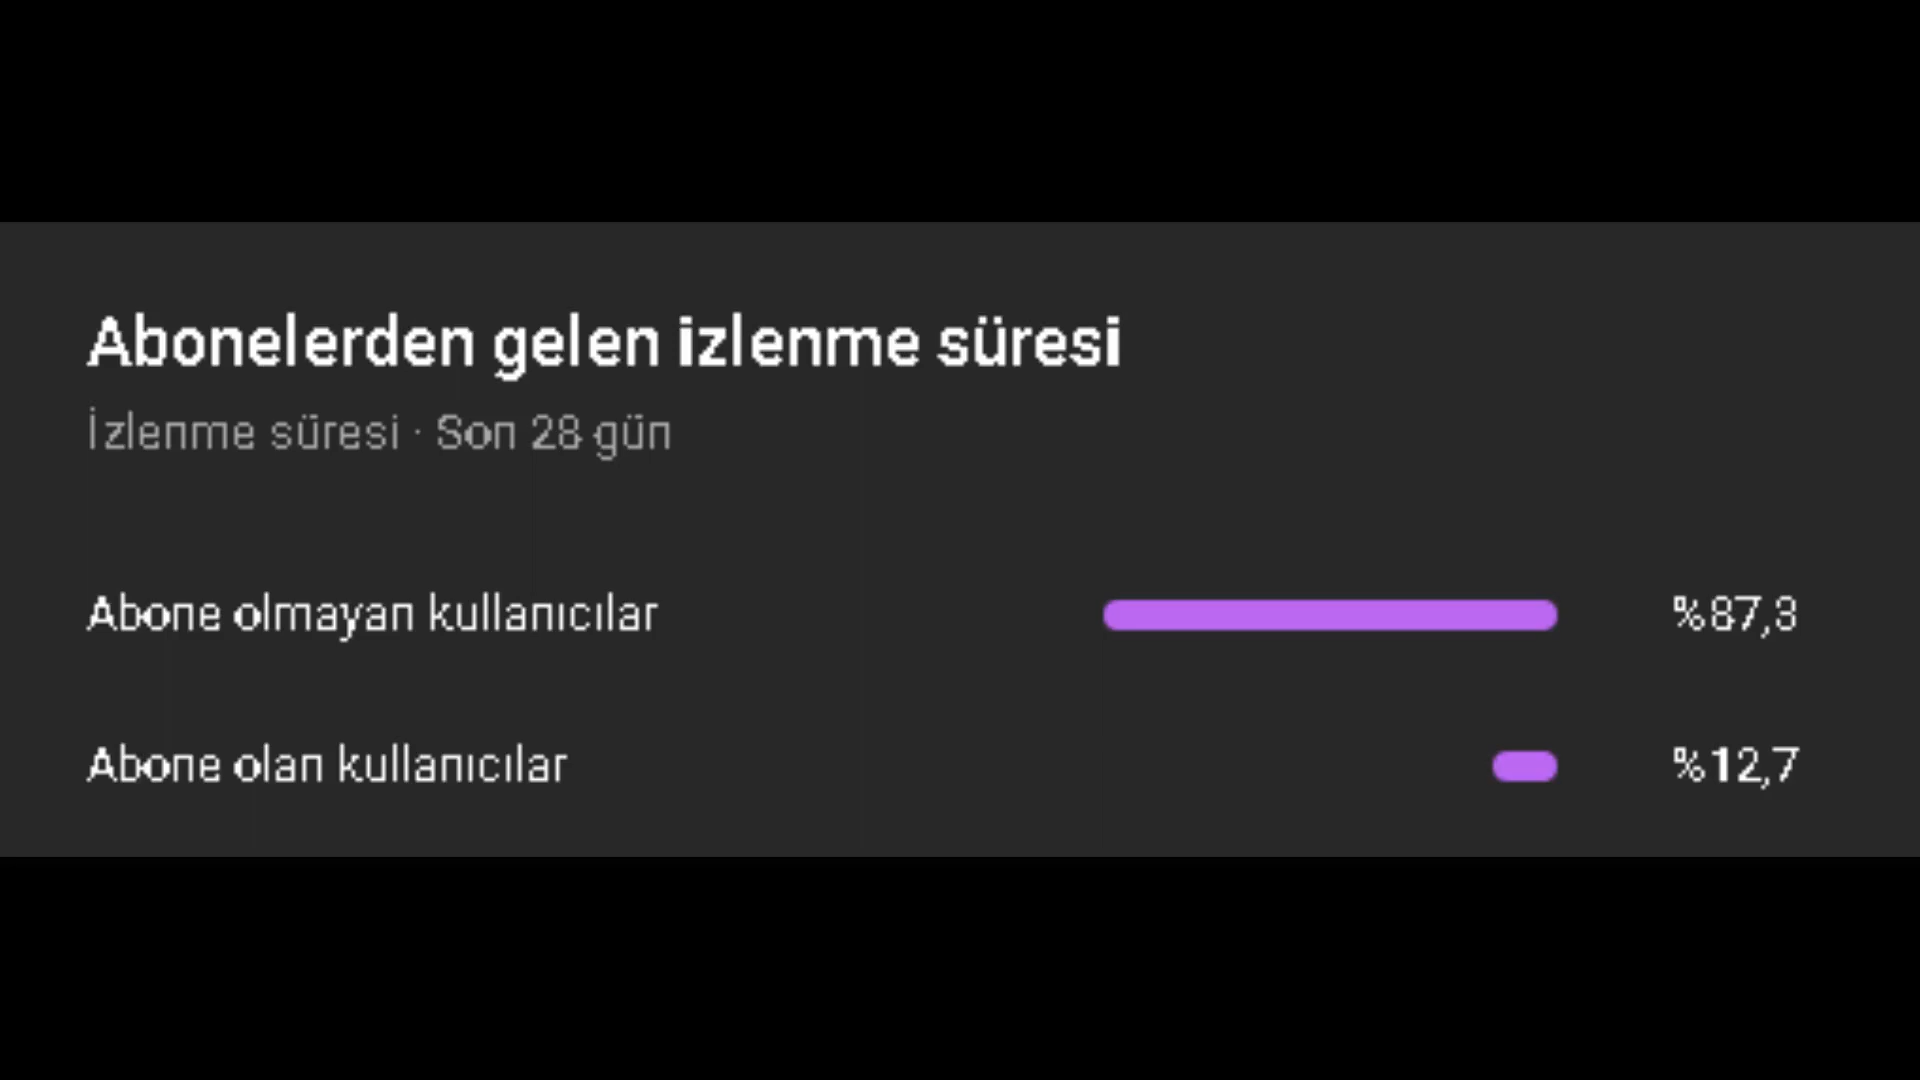 Abonelerden gelen izlenme süresi
İzlenme süresi · Son 28 gün
Abone olmayan kullanıcılar %87,3
Abone olan kullanıcılar %12,7